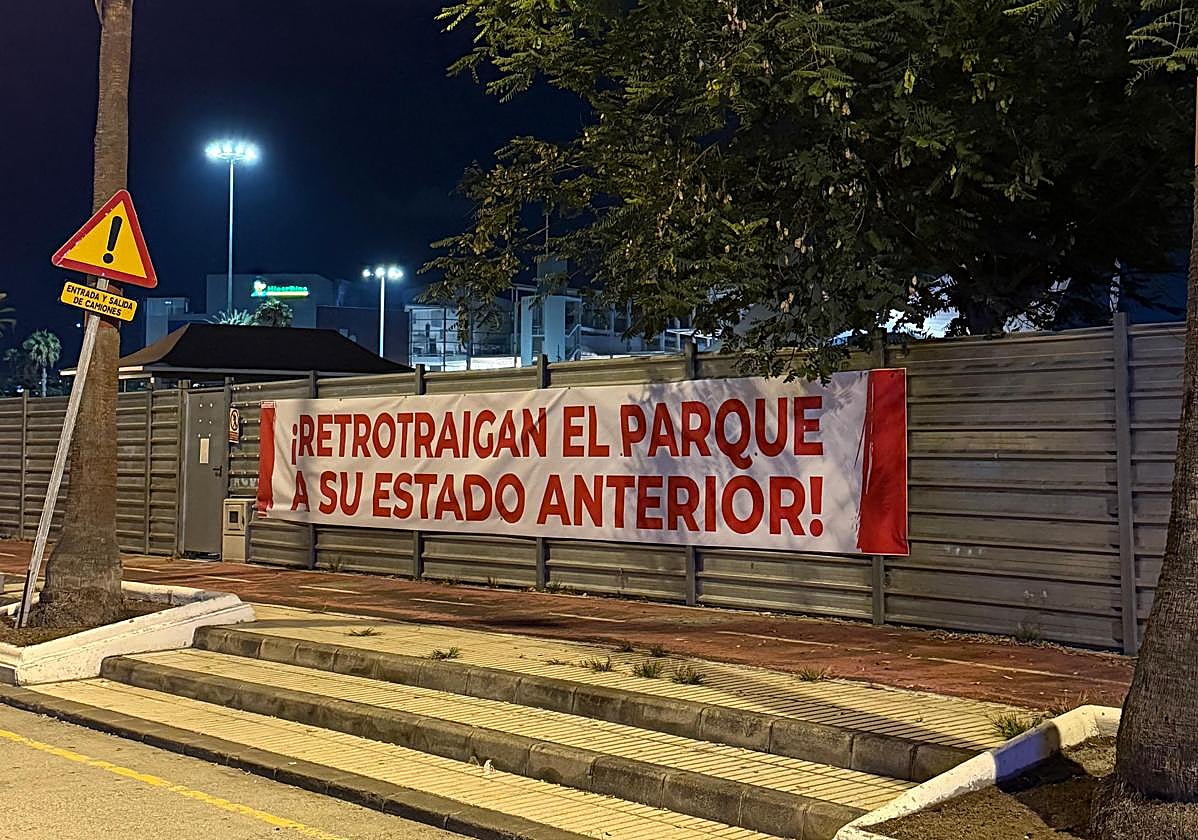 ENTRADA Y SALIDA
DE CAMIONES
¡RETROTRAIGAN EL PARQUE
A SU ESTADO ANTERIOR!